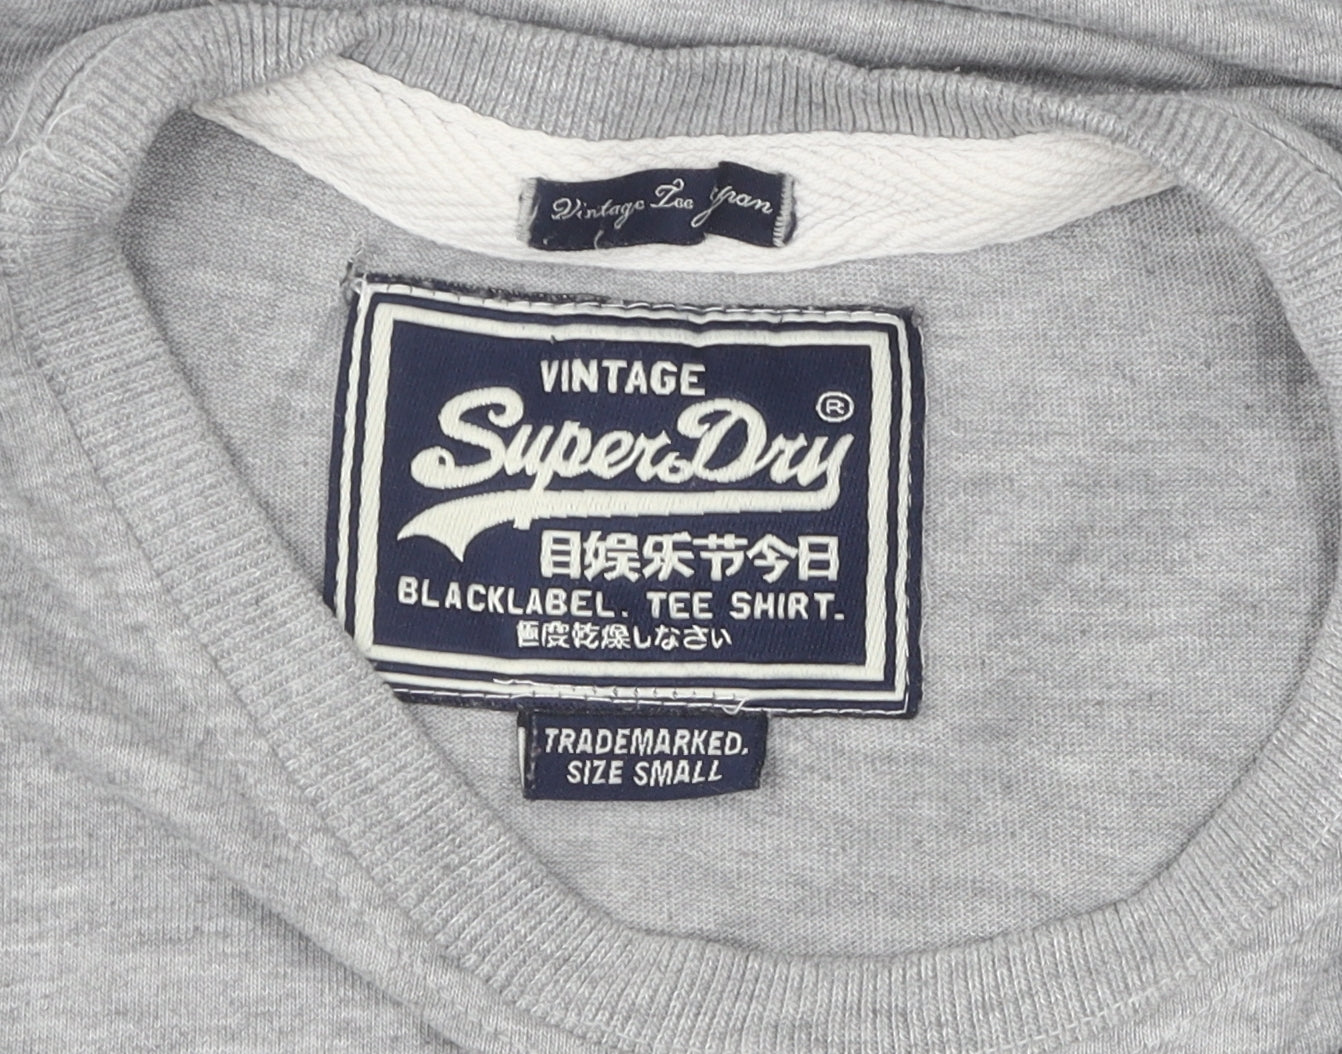 Vintage Tee Japan
VINTAGE
SuperDry®
目娱乐节今日
BLACKLABEL. TEE SHIRT.
極度乾燥しなさい
TRADEMARKED.
SIZE SMALL